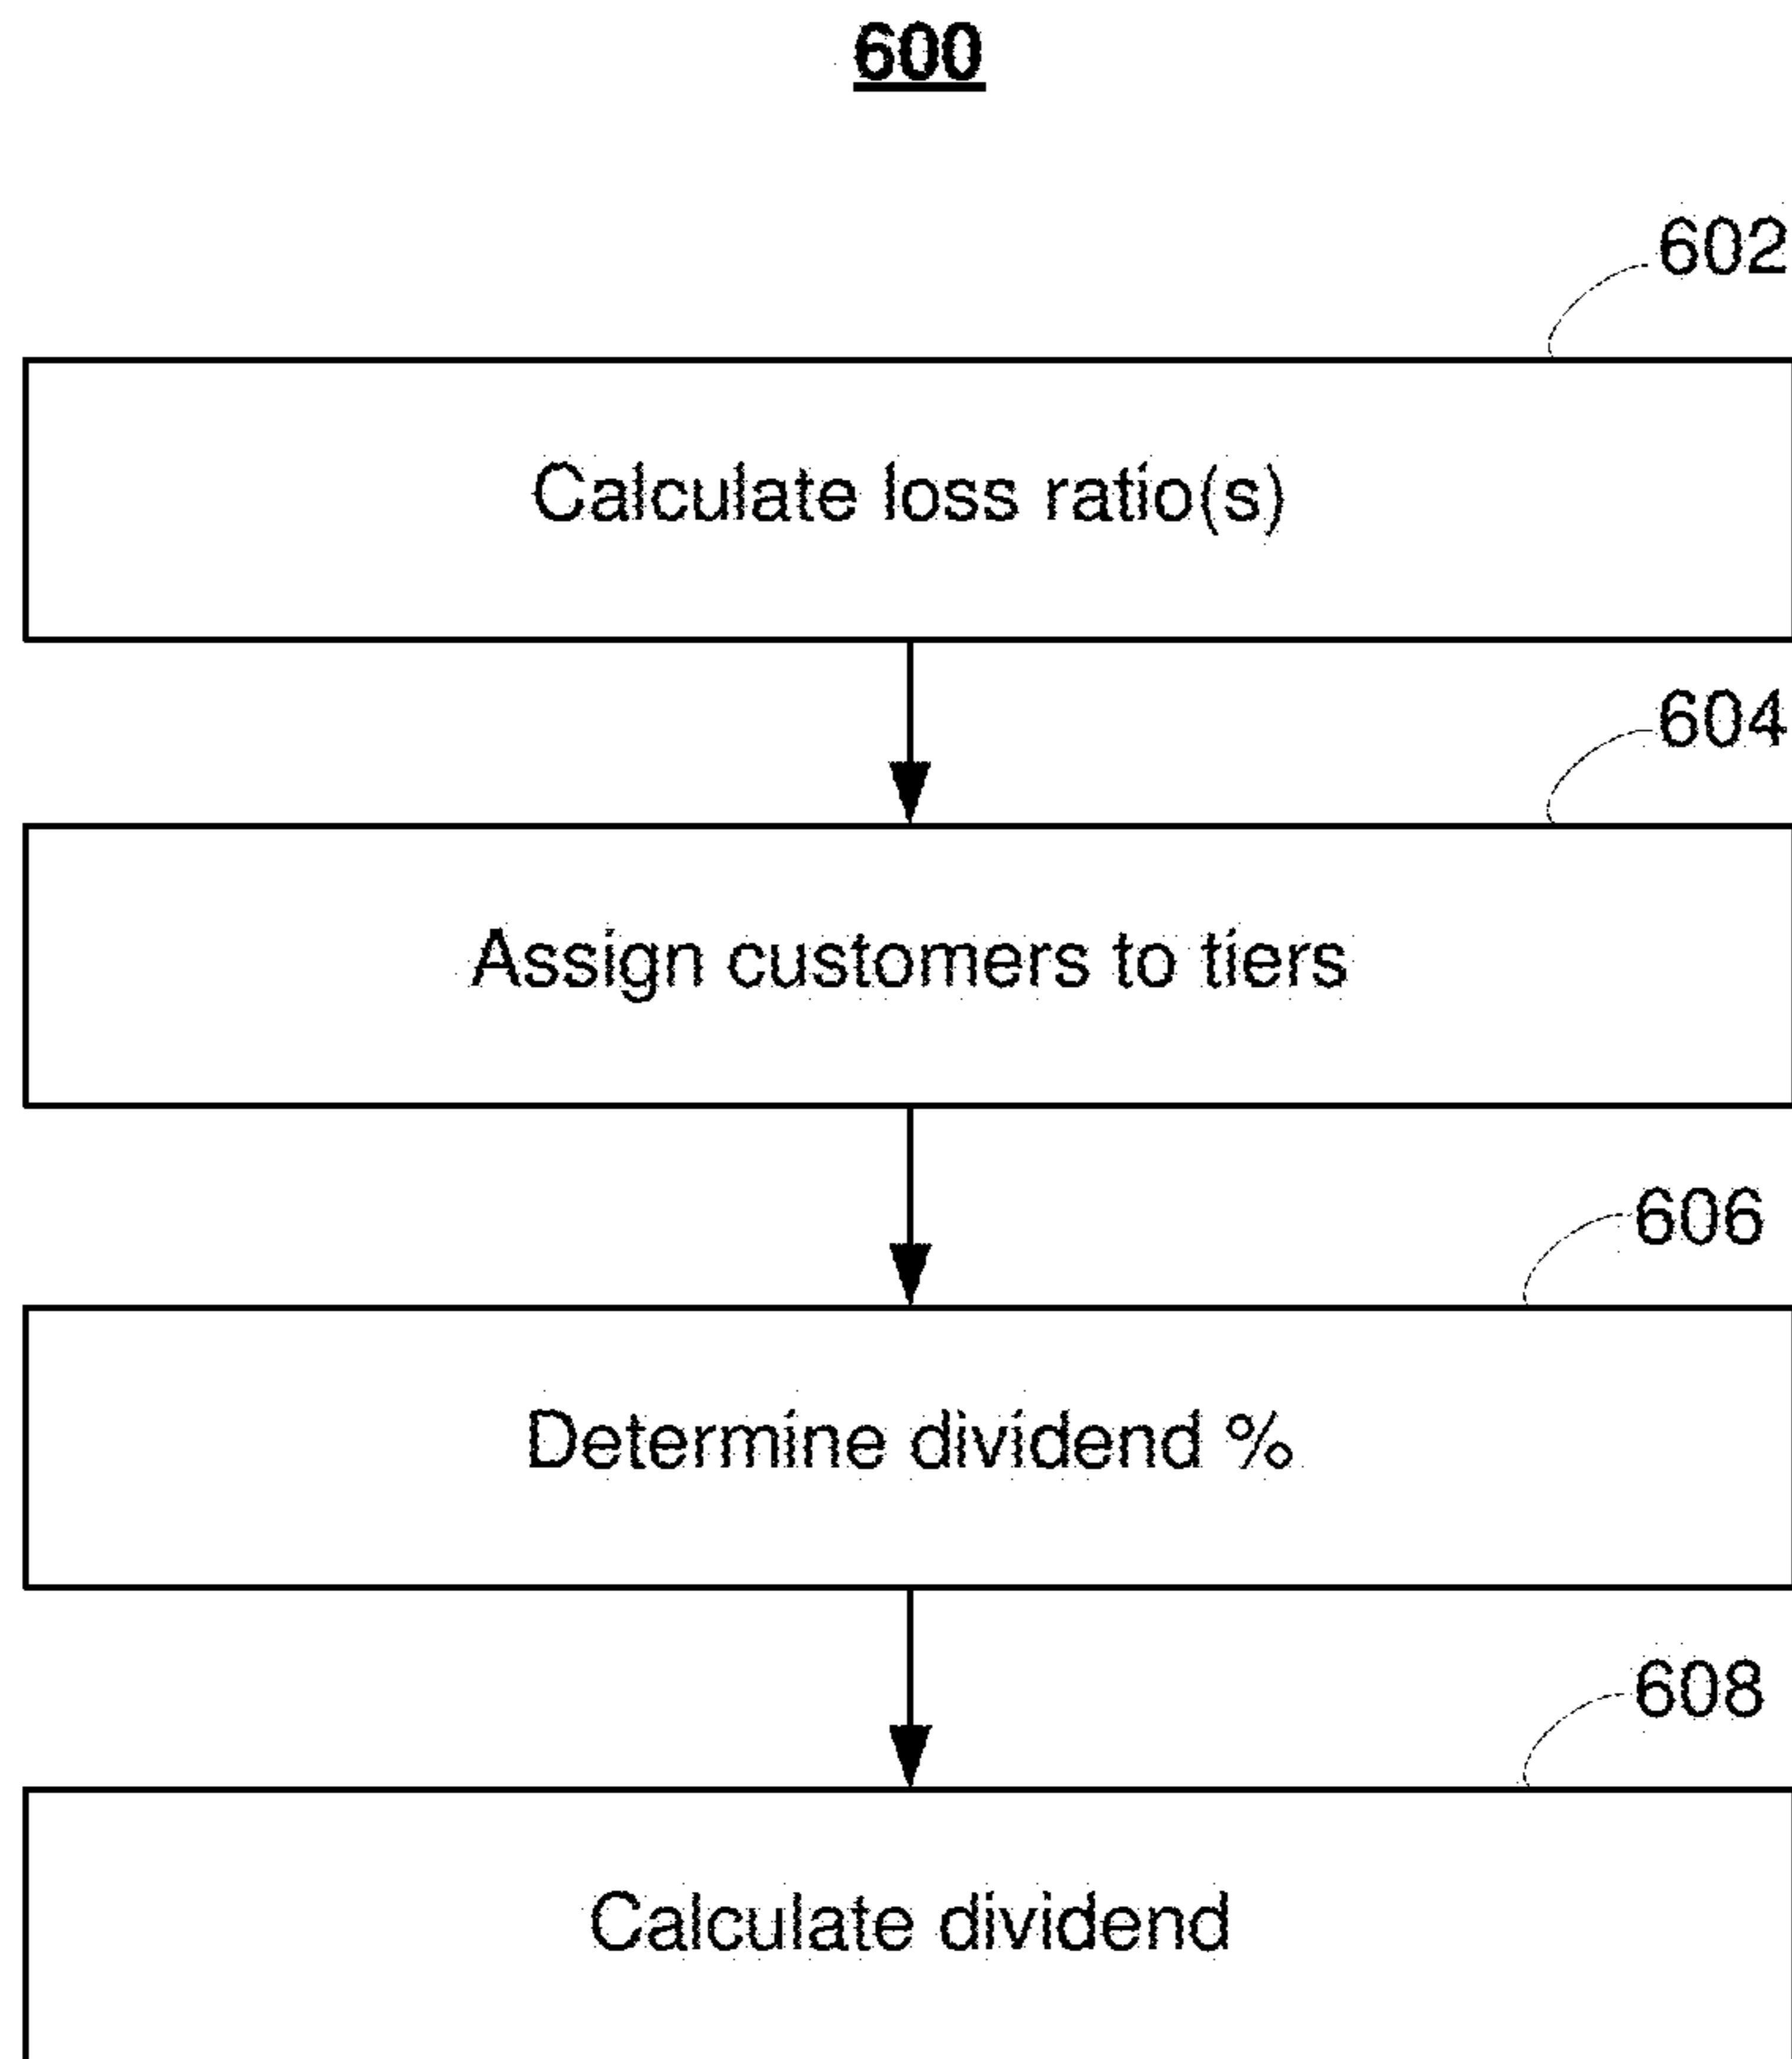 600
602
Calculate loss ratio(s)
604
Assign customers to tiers
606
Determine dividend %
608
Calculate dividend